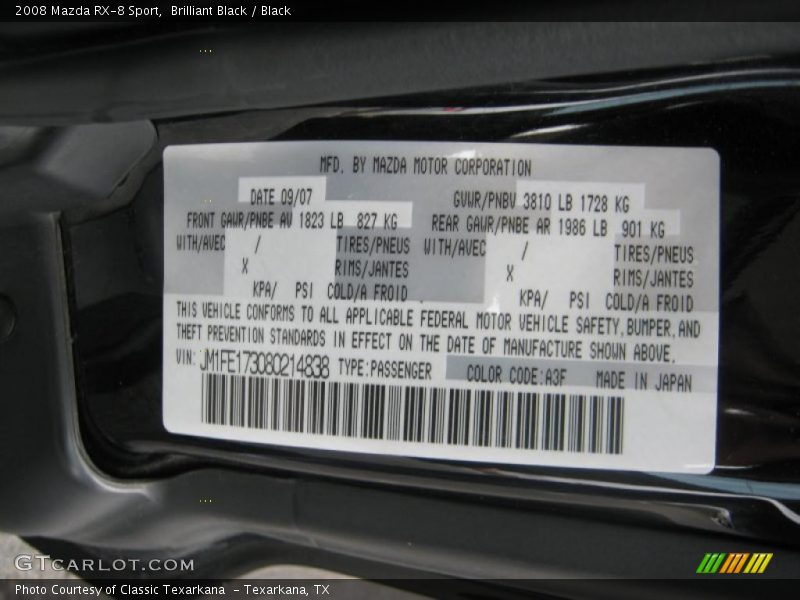 2008 Mazda RX-8 Sport,  Brilliant Black / Black
MFD. BY MAZDA MOTOR CORPORATION
DATE 09/07 GVWR/PNBV 3810 LB 1728 KG
FRONT GAWR/PNBE AV 1823 LB 827 KG REAR GAWR/PNBE AR 1986 LB 901 KG
WITH/AVEC / TIRES/PNEUS WITH/AVEC / TIRES/PNEUS
X RIMS/JANTES X RIMS/JANTES
KPA/ PSI COLD/A FROID KPA/ PSI COLD/A FROID
THIS VEHICLE CONFORMS TO ALL APPLICABLE FEDERAL MOTOR VEHICLE SAFETY, BUMPER, AND
THEFT PREVENTION STANDARDS IN EFFECT ON THE DATE OF MANUFACTURE SHOWN ABOVE.
VIN: JM1FE173080214838 TYPE:PASSENGER COLOR CODE:A3F MADE IN JAPAN
GTCARLOT.COM
Photo Courtesy of Classic Texarkana - Texarkana, TX